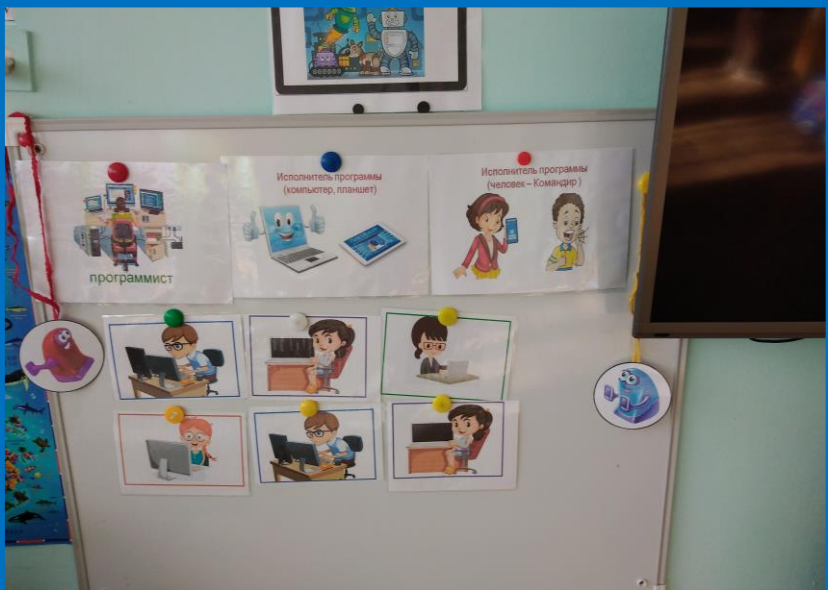 программист
Исполнитель программы
(компьютер, планшет)
Исполнитель программы
(человек – Командир )